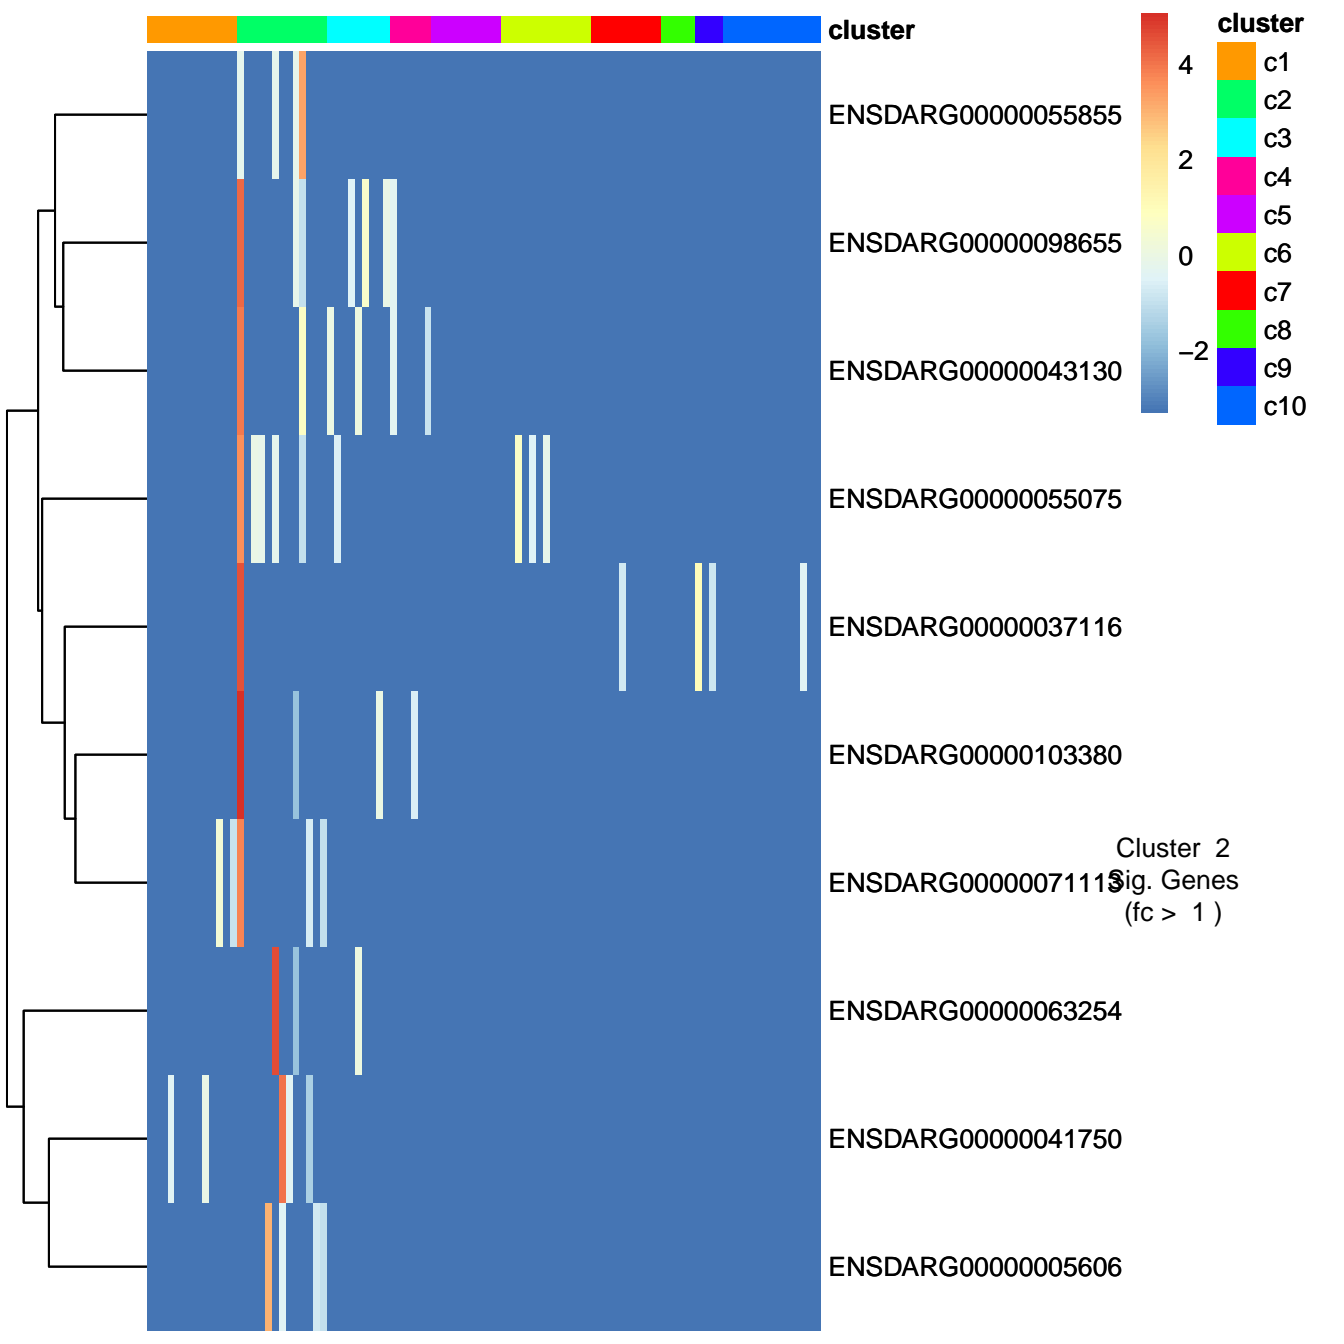 cluster
ENSDARG00000055855
ENSDARG00000098655
ENSDARG00000043130
ENSDARG00000055075
ENSDARG00000037116
ENSDARG00000103380
ENSDARG00000071113
ENSDARG00000063254
ENSDARG00000041750
ENSDARG00000005606
4
2
0
−2
cluster
c1
c2
c3
c4
c5
c6
c7
c8
c9
c10
Cluster 2
Sig. Genes
(fc > 1 )